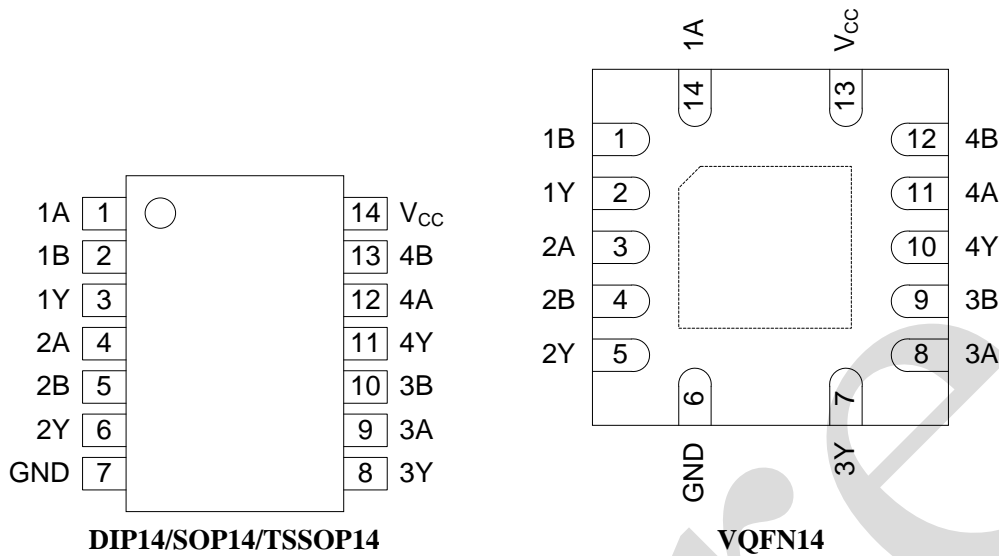 1A 1
1B 2
1Y 3
2A 4
2B 5
2Y 6
GND 7
14 VCC
13 4B
12 4A
11 4Y
10 3B
9 3A
8 3Y
DIP14/SOP14/TSSOP14
1A VCC
14 13
1B 1
1Y 2
2A 3
2B 4
2Y 5
12 4B
11 4A
10 4Y
9 3B
8 3A
6 7
GND 3Y
VQFN14